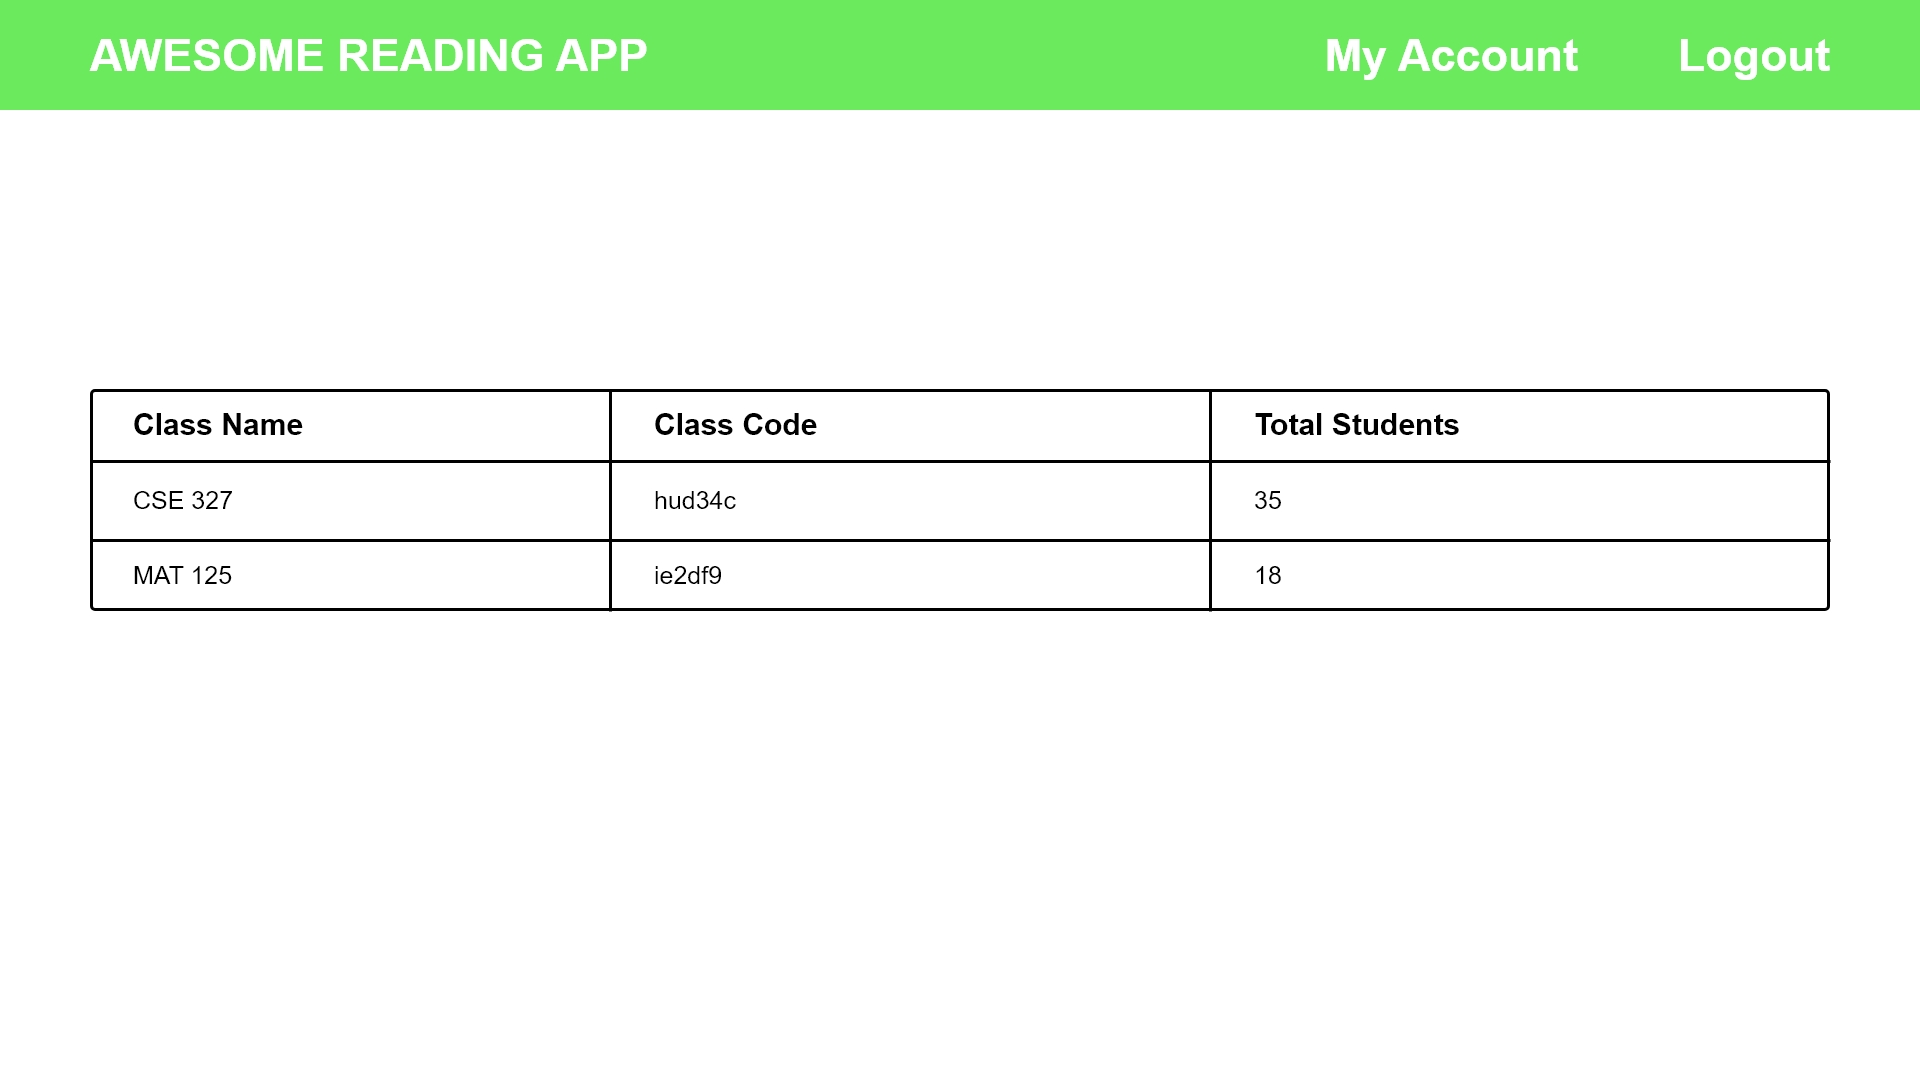 AWESOME READING APP My Account Logout
Class Name Class Code Total Students
CSE 327 hud34c 35
MAT 125 ie2df9 18